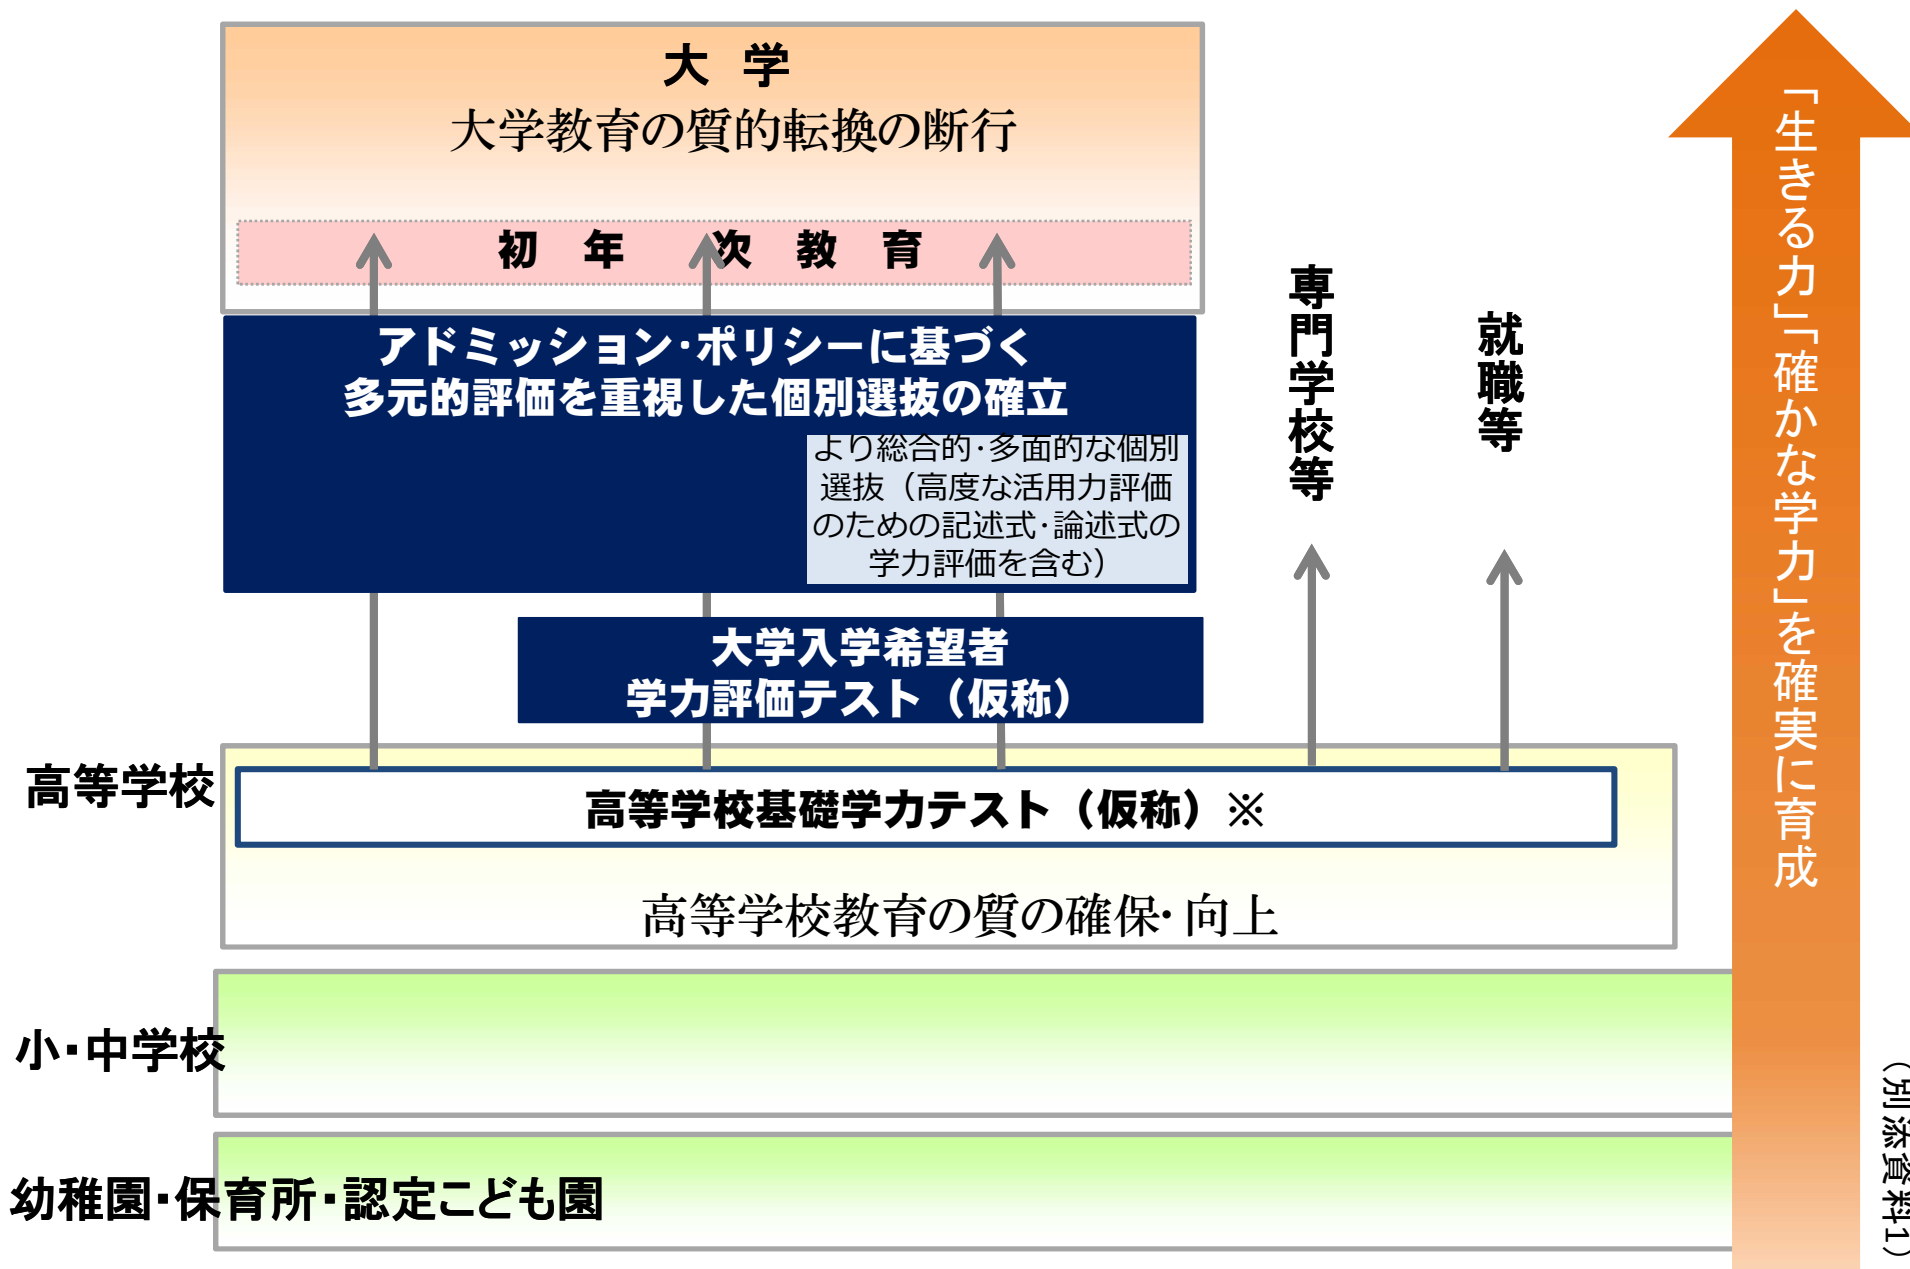 大 学
大学教育の質的転換の断行
初 年 次 教 育
アドミッション・ポリシーに基づく
多元的評価を重視した個別選抜の確立
より総合的・多面的な個別
選抜（高度な活用力評価
のための記述式・論述式の
学力評価を含む）
大学入学希望者
学力評価テスト（仮称）
専門学校等
就職等
高等学校
高等学校基礎学力テスト（仮称）※
高等学校教育の質の確保・向上
小・中学校
幼稚園・保育所・認定こども園
「生きる力」「確かな学力」を確実に育成
（別添資料1）